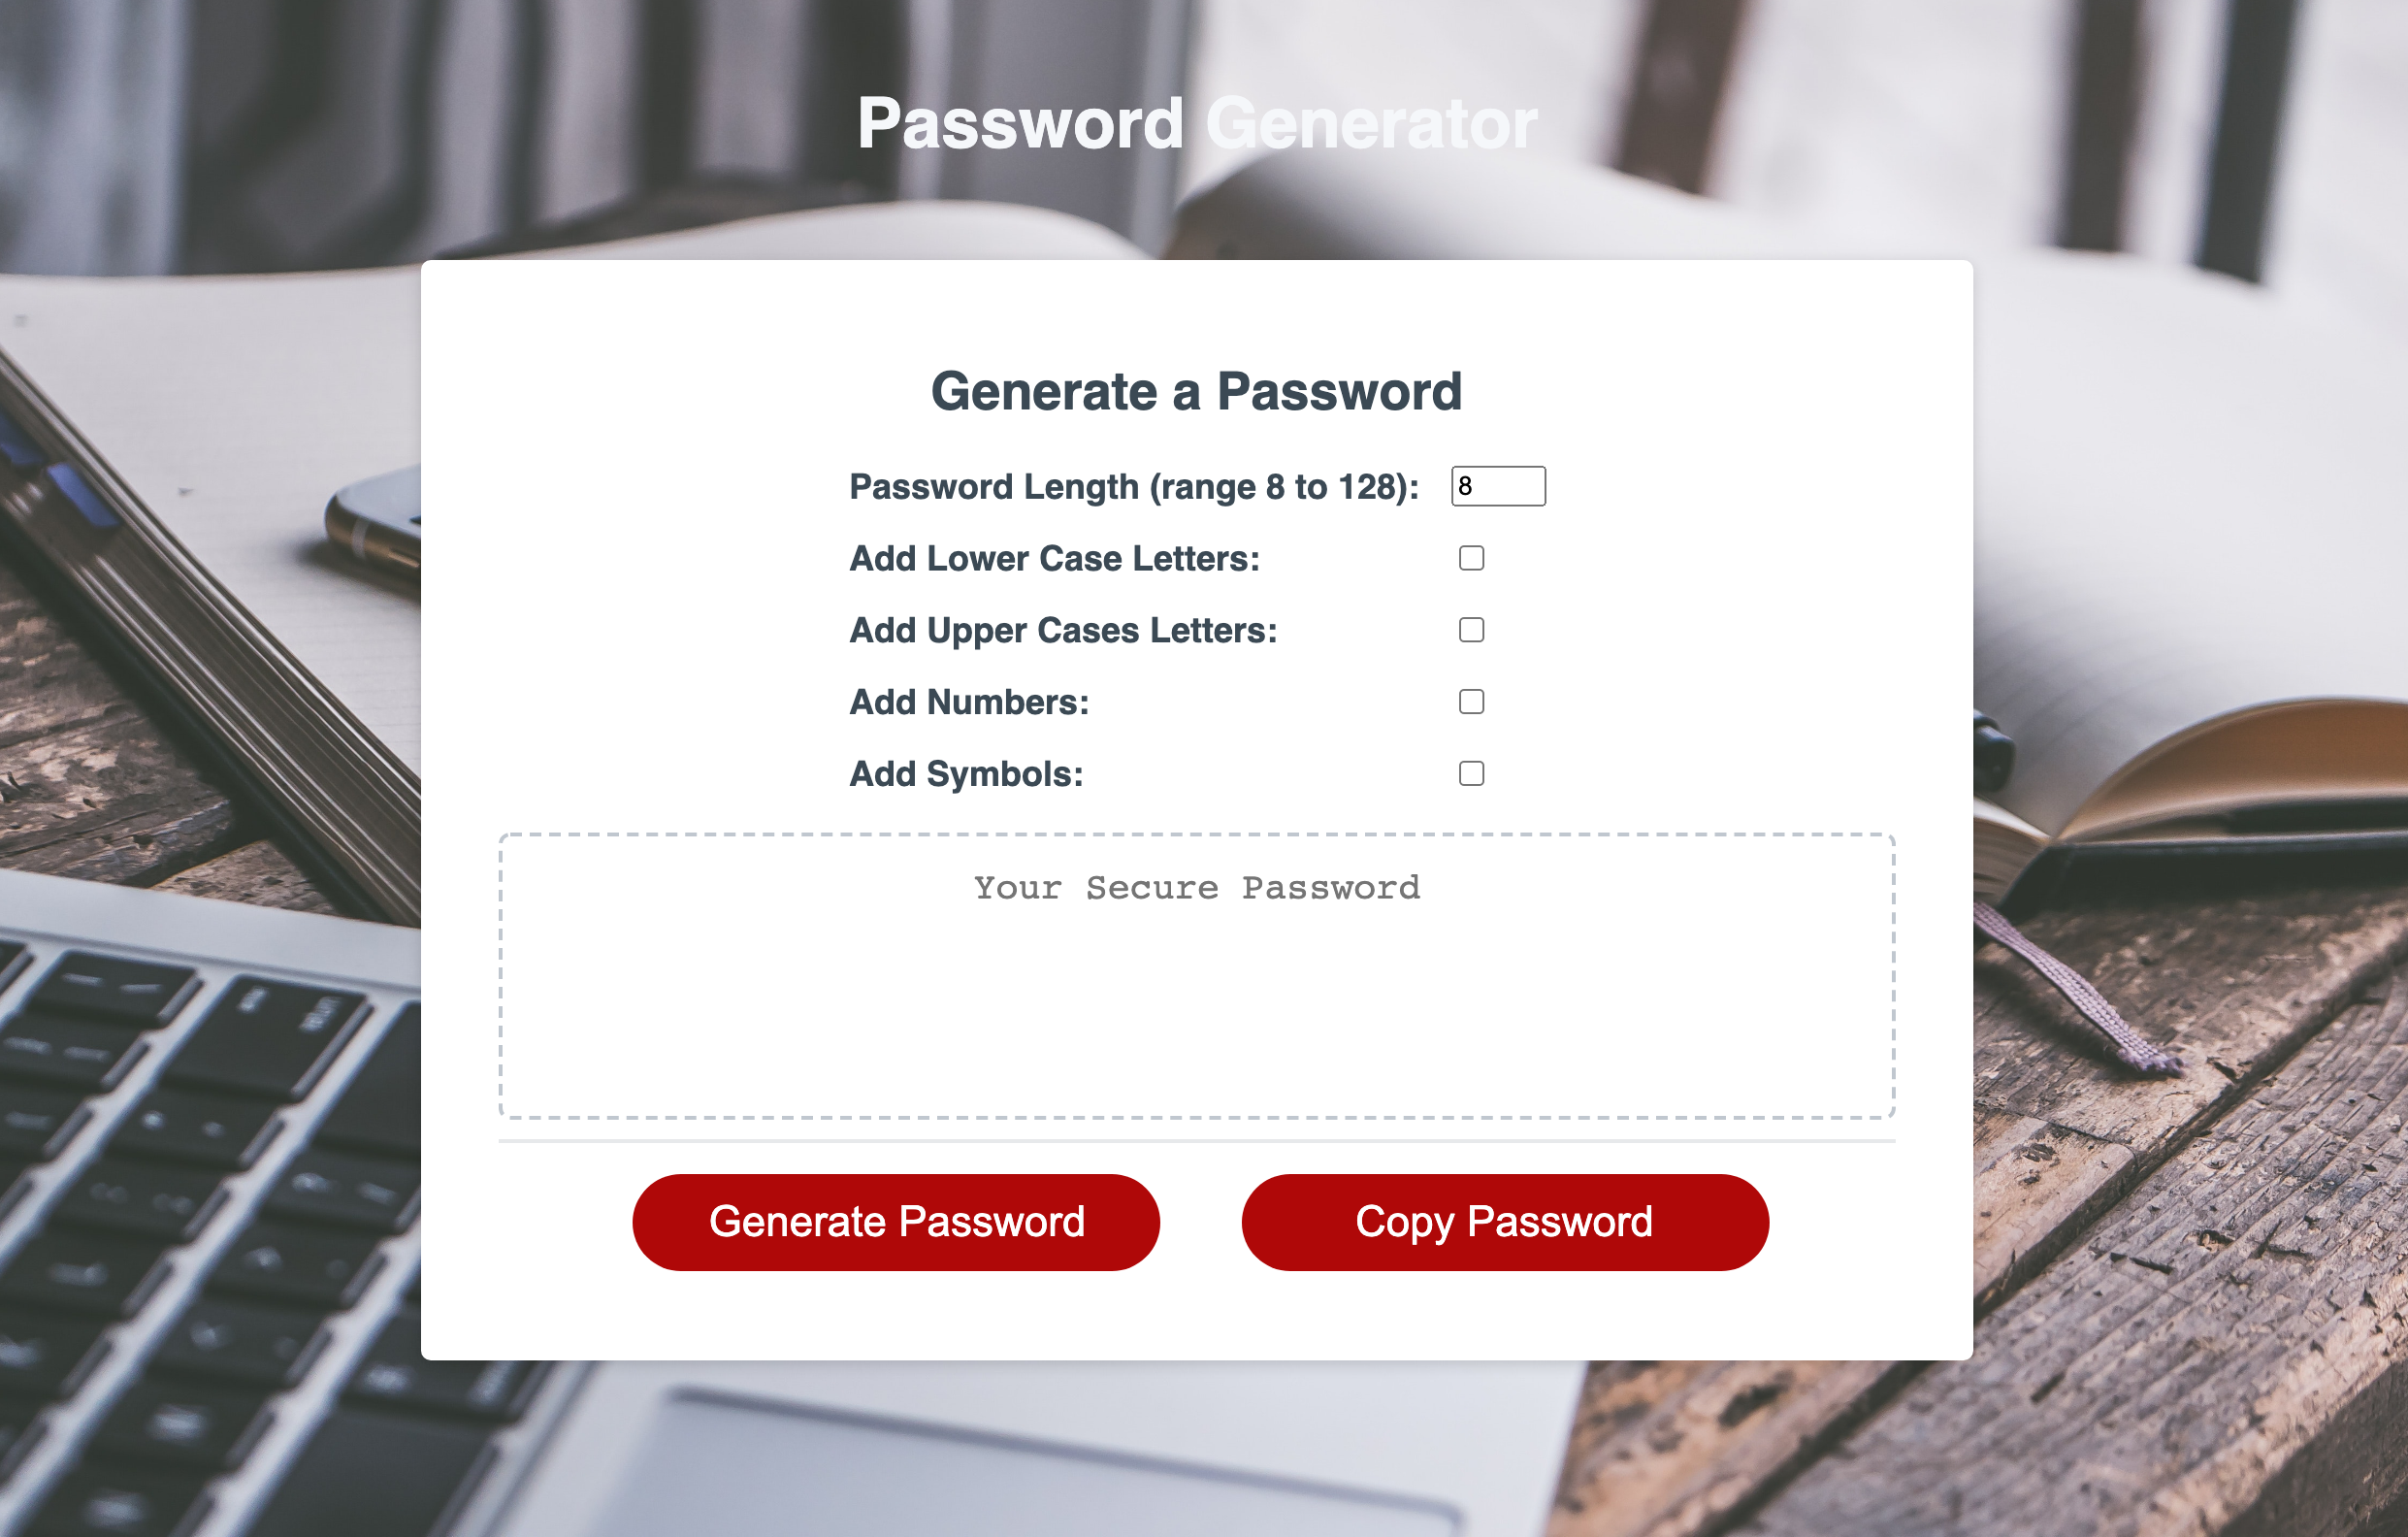 Password Generator
Generate a Password
Password Length (range 8 to 128): 8
Add Lower Case Letters:
Add Upper Cases Letters:
Add Numbers:
Add Symbols:
Your Secure Password
Generate Password
Copy Password